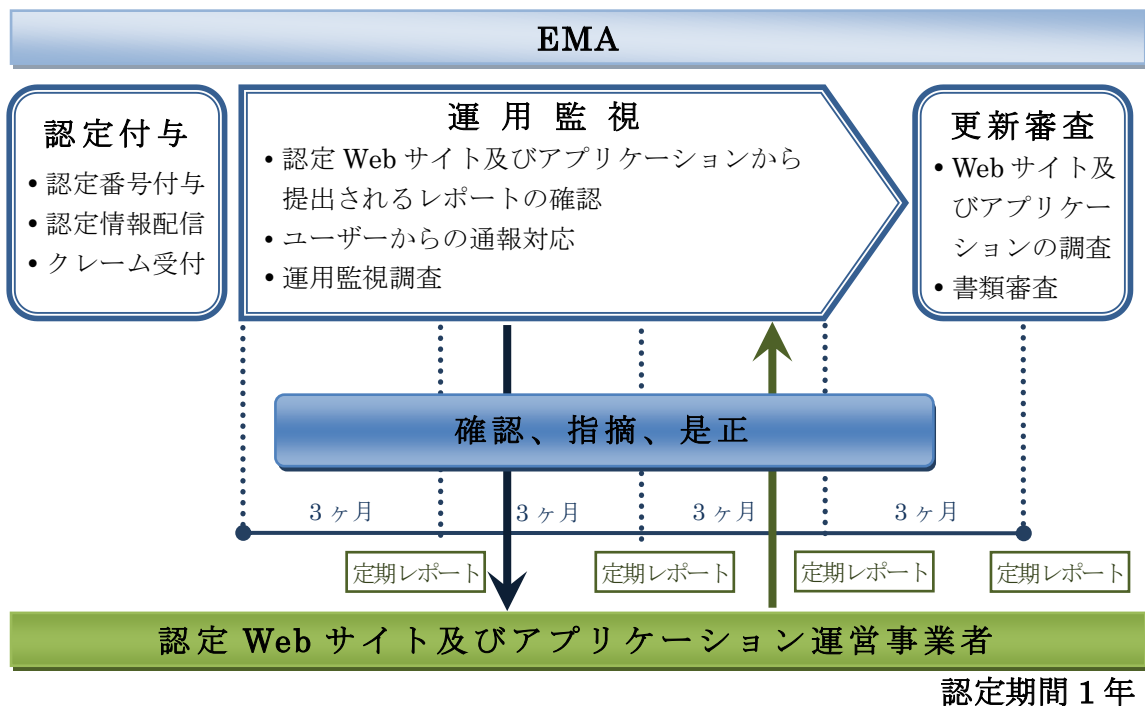 EMA
認定付与
• 認定番号付与
• 認定情報配信
• クレーム受付
運用監視
• 認定 Web サイト及びアプリケーションから
提出されるレポートの確認
• ユーザーからの通報対応
• 運用監視調査
更新審査
• Web サイト及
びアプリケー
ションの調査
• 書類審査
確認、指摘、是正
3 ヶ月
3 ヶ月
3 ヶ月
3 ヶ月
定期レポート
定期レポート
定期レポート
定期レポート
認定 Web サイト及びアプリケーション運営事業者
認定期間 1 年